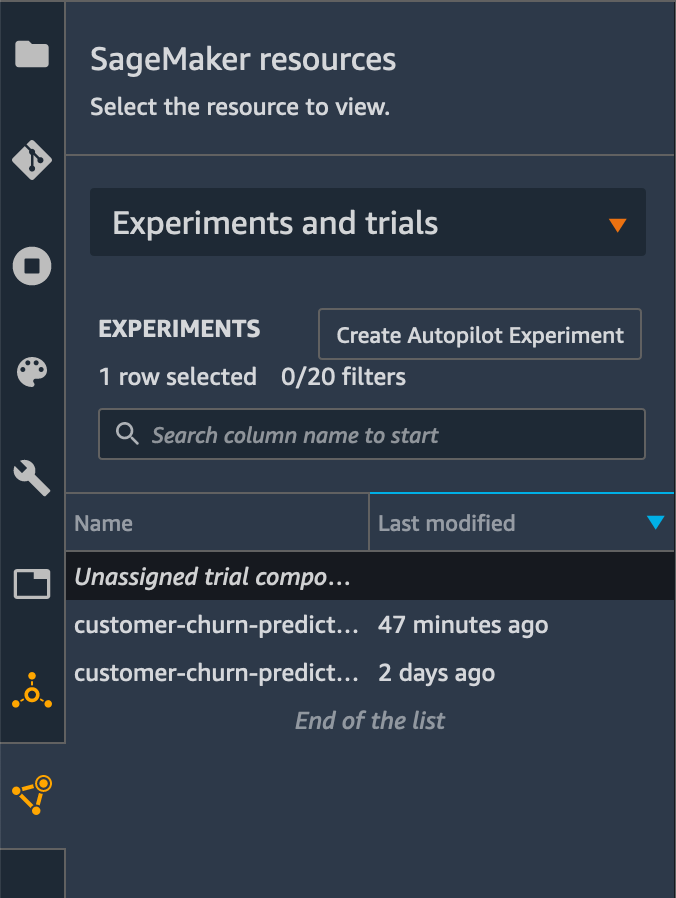 SageMaker resources
Select the resource to view.
Experiments and trials
EXPERIMENTS
Create Autopilot Experiment
1 row selected 0/20 filters
Search column name to start
Name Last modified
Unassigned trial compo…
customer-churn-predict… 47 minutes ago
customer-churn-predict… 2 days ago
End of the list